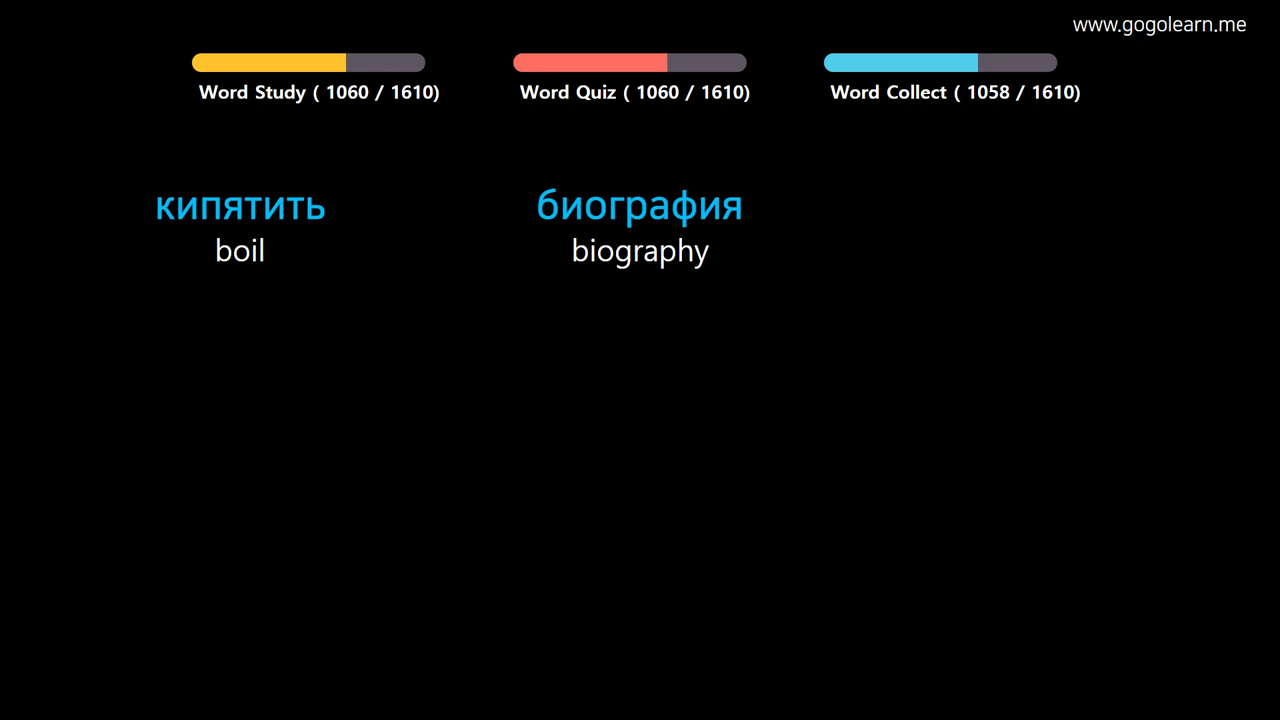 www.gogolearn.me
Word Study ( 1060 / 1610)
Word Quiz ( 1060 / 1610)
Word Collect ( 1058 / 1610)
кипятить
boil
биография
biography